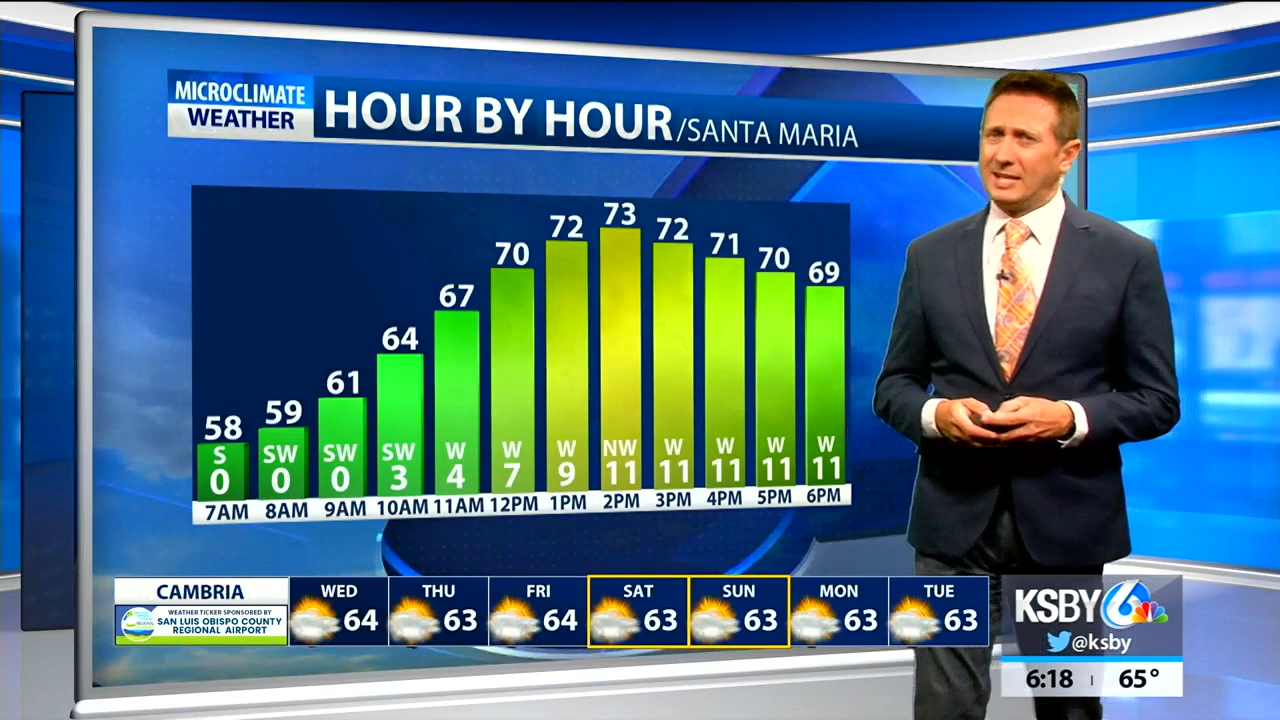 MICROCLIMATE
WEATHER
HOUR BY HOUR/SANTA MARIA
58 59 61 64 67 70 72 73 72 71 70 69
S SW SW SW W W W NW W W W W
0 0 0 3 4 7 9 11 11 11 11 11
7AM 8AM 9AM 10AM 11AM 12PM 1PM 2PM 3PM 4PM 5PM 6PM
CAMBRIA
WEATHER TICKER SPONSORED BY
SAN LUIS OBISPO COUNTY
REGIONAL AIRPORT
WED THU FRI SAT SUN MON TUE
64 63 64 63 63 63 63
KSBY 6
@ksby
6:18 65°